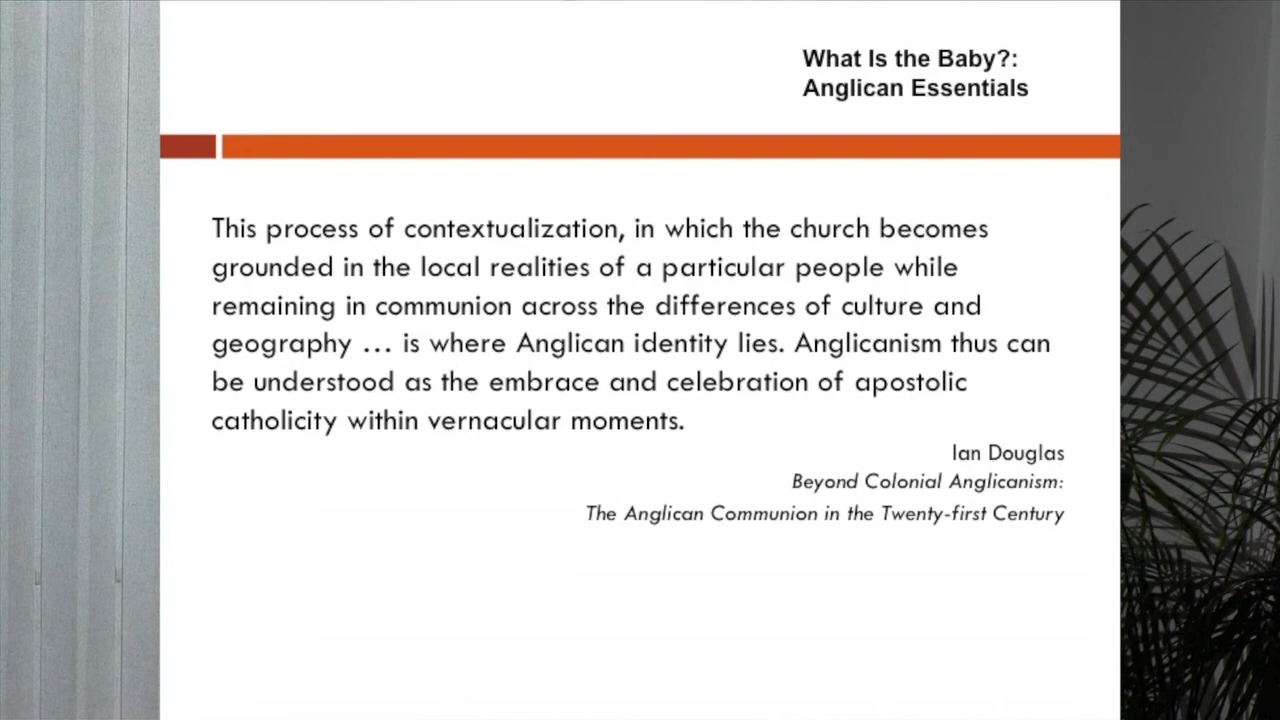 What Is the Baby?:
Anglican Essentials
This process of contextualization, in which the church becomes
grounded in the local realities of a particular people while
remaining in communion across the differences of culture and
geography … is where Anglican identity lies. Anglicanism thus can
be understood as the embrace and celebration of apostolic
catholicity within vernacular moments.
Ian Douglas
Beyond Colonial Anglicanism:
The Anglican Communion in the Twenty-first Century